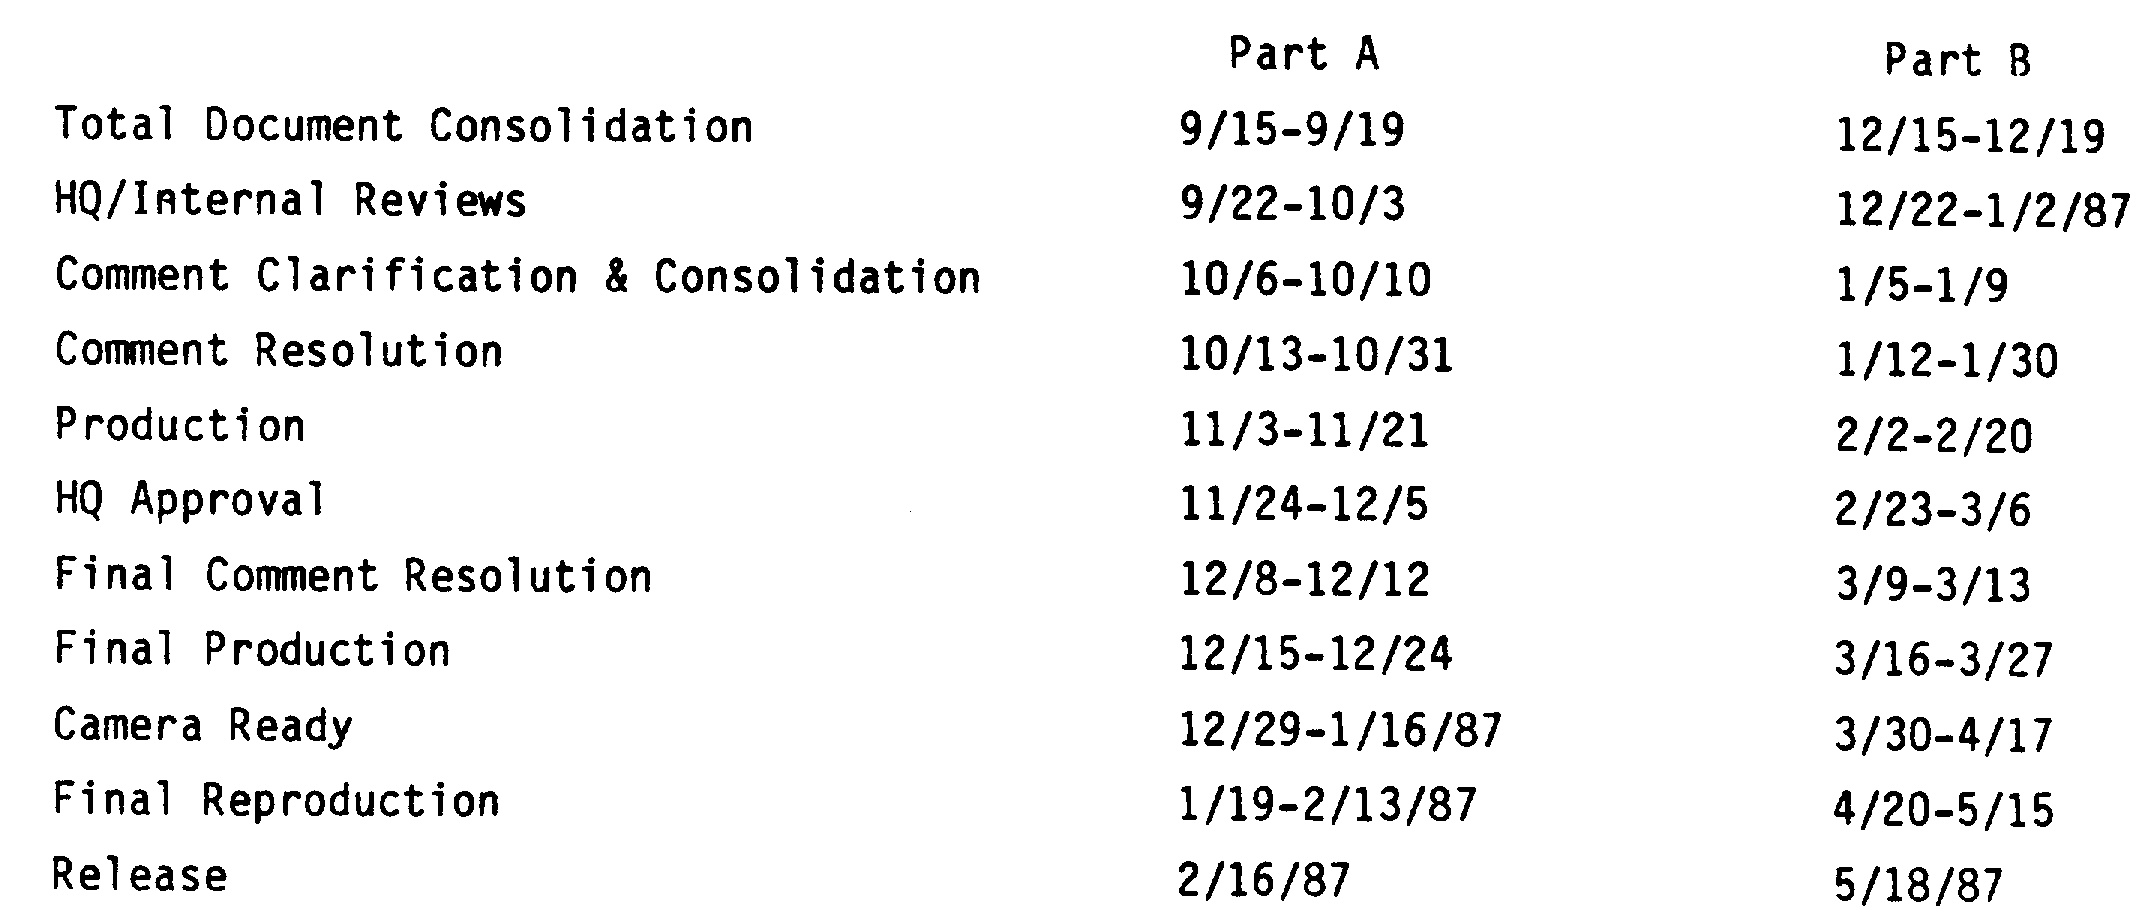 Part A Part B
Total Document Consolidation 9/15-9/19 12/15-12/19
HQ/Internal Reviews 9/22-10/3 12/22-1/2/87
Comment Clarification & Consolidation 10/6-10/10 1/5-1/9
Comment Resolution 10/13-10/31 1/12-1/30
Production 11/3-11/21 2/2-2/20
HQ Approval 11/24-12/5 2/23-3/6
Final Comment Resolution 12/8-12/12 3/9-3/13
Final Production 12/15-12/24 3/16-3/27
Camera Ready 12/29-1/16/87 3/30-4/17
Final Reproduction 1/19-2/13/87 4/20-5/15
Release 2/16/87 5/18/87